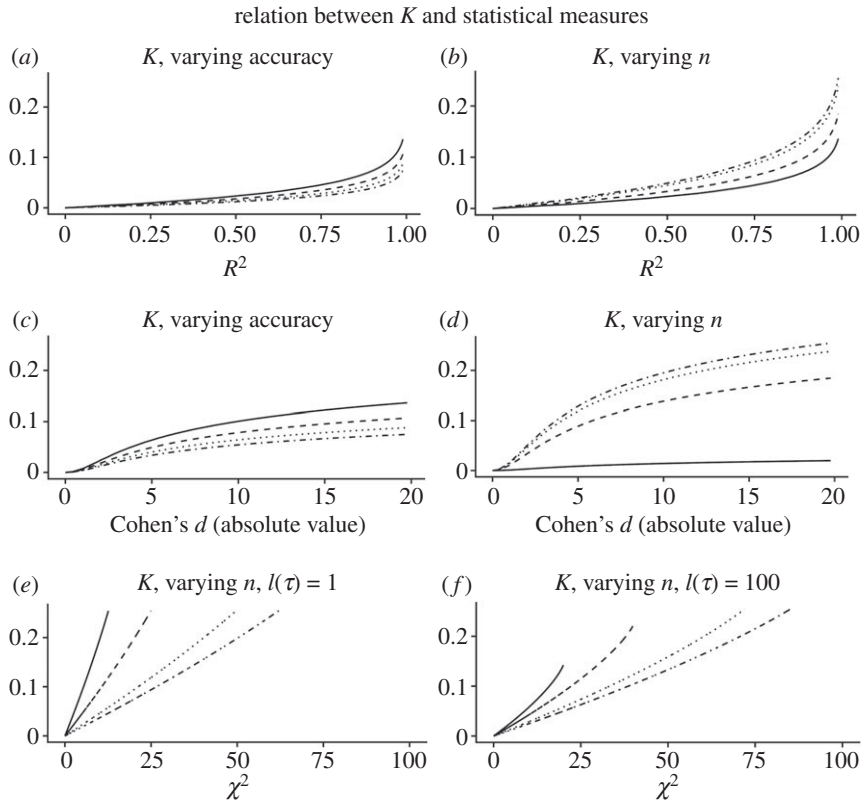 relation between K and statistical measures
(a) K, varying accuracy
0.2
0.1
0
0 0.25 0.50 0.75 1.00
R²
(b) K, varying n
0.2
0.1
0
0 0.25 0.50 0.75 1.00
R²
(c) K, varying accuracy
0.2
0.1
0
0 5 10 15 20
Cohen's d (absolute value)
(d) K, varying n
0.2
0.1
0
0 5 10 15 20
Cohen's d (absolute value)
(e) K, varying n, l(τ) = 1
0.2
0.1
0
0 25 50 75 100
χ²
(f) K, varying n, l(τ) = 100
0.2
0.1
0
0 25 50 75 100
χ²